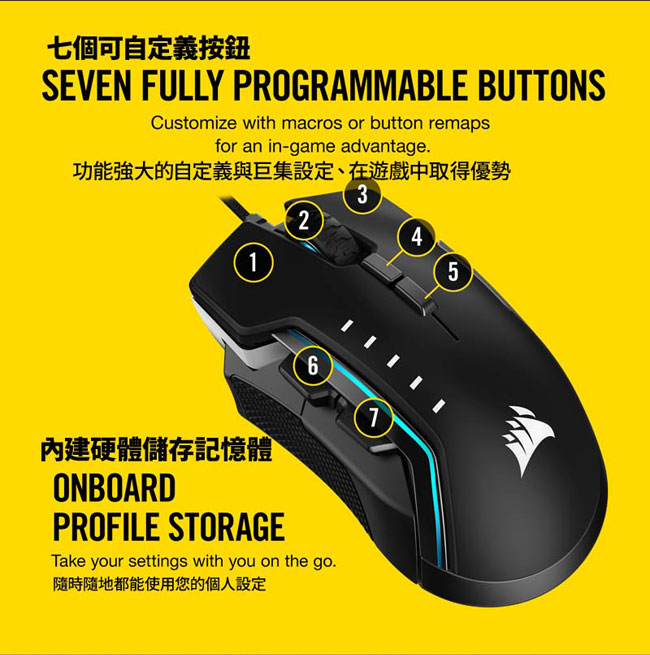 七個可自定義按鈕
SEVEN FULLY PROGRAMMABLE BUTTONS
Customize with macros or button remaps
for an in-game advantage.
功能強大的自定義與巨集設定、在遊戲中取得優勢
3
2
4
1
5
6
7
內建硬體儲存記憶體
ONBOARD
PROFILE STORAGE
Take your settings with you on the go.
隨時隨地都能使用您的個人設定